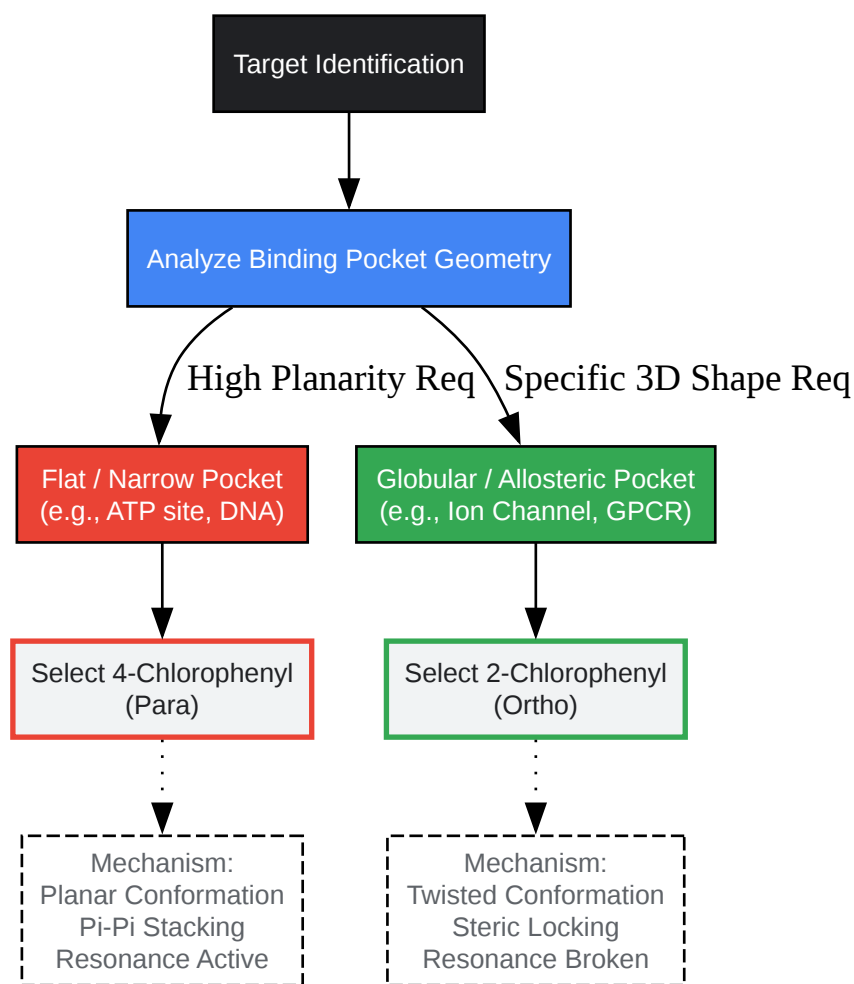 Target Identification
Analyze Binding Pocket Geometry
High Planarity Req
Specific 3D Shape Req
Flat / Narrow Pocket
(e.g., ATP site, DNA)
Globular / Allosteric Pocket
(e.g., Ion Channel, GPCR)
Select 4-Chlorophenyl
(Para)
Select 2-Chlorophenyl
(Ortho)
Mechanism:
Planar Conformation
Pi-Pi Stacking
Resonance Active
Mechanism:
Twisted Conformation
Steric Locking
Resonance Broken